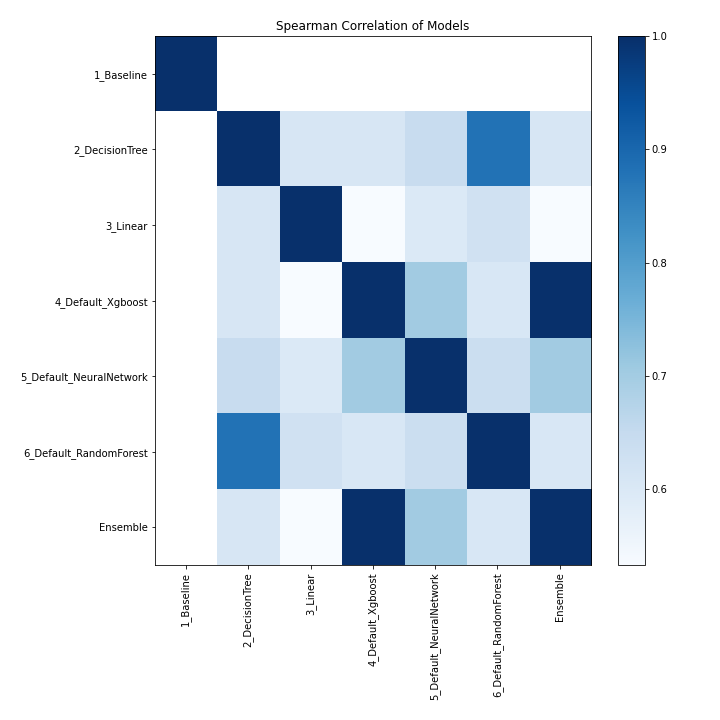 Spearman Correlation of Models
1_Baseline
2_DecisionTree
3_Linear
4_Default_Xgboost
5_Default_NeuralNetwork
6_Default_RandomForest
Ensemble
1_Baseline
2_DecisionTree
3_Linear
4_Default_Xgboost
5_Default_NeuralNetwork
6_Default_RandomForest
Ensemble
1.0
0.9
0.8
0.7
0.6